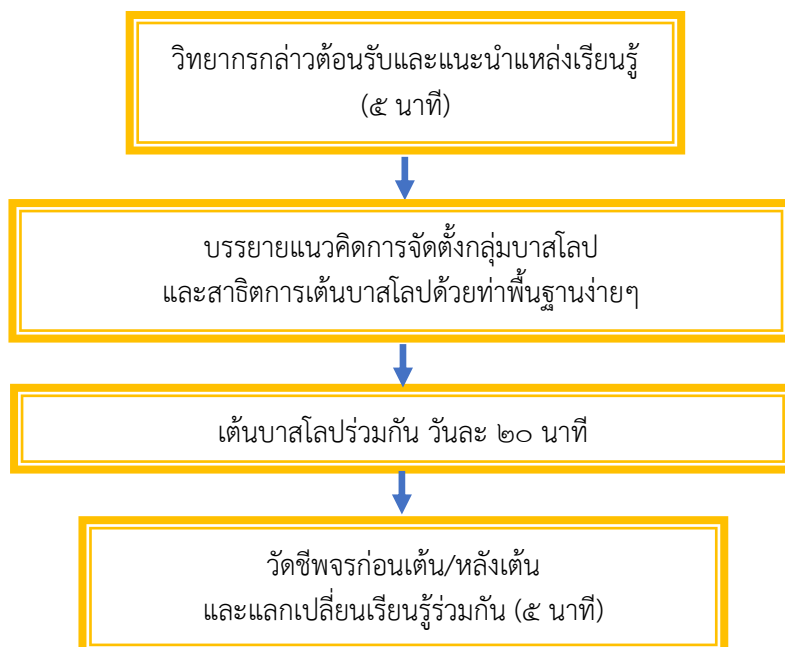 วิทยากรกล่าวต้อนรับและแนะนำแหล่งเรียนรู้
(๕ นาที)
บรรยายแนวคิดการจัดตั้งกลุ่มบาสโลป
และสาธิตการเต้นบาสโลปด้วยท่าพื้นฐานง่ายๆ
เต้นบาสโลปร่วมกัน วันละ ๒๐ นาที
วัดชีพจรก่อนเต้น/หลังเต้น
และแลกเปลี่ยนเรียนรู้ร่วมกัน (๕ นาที)